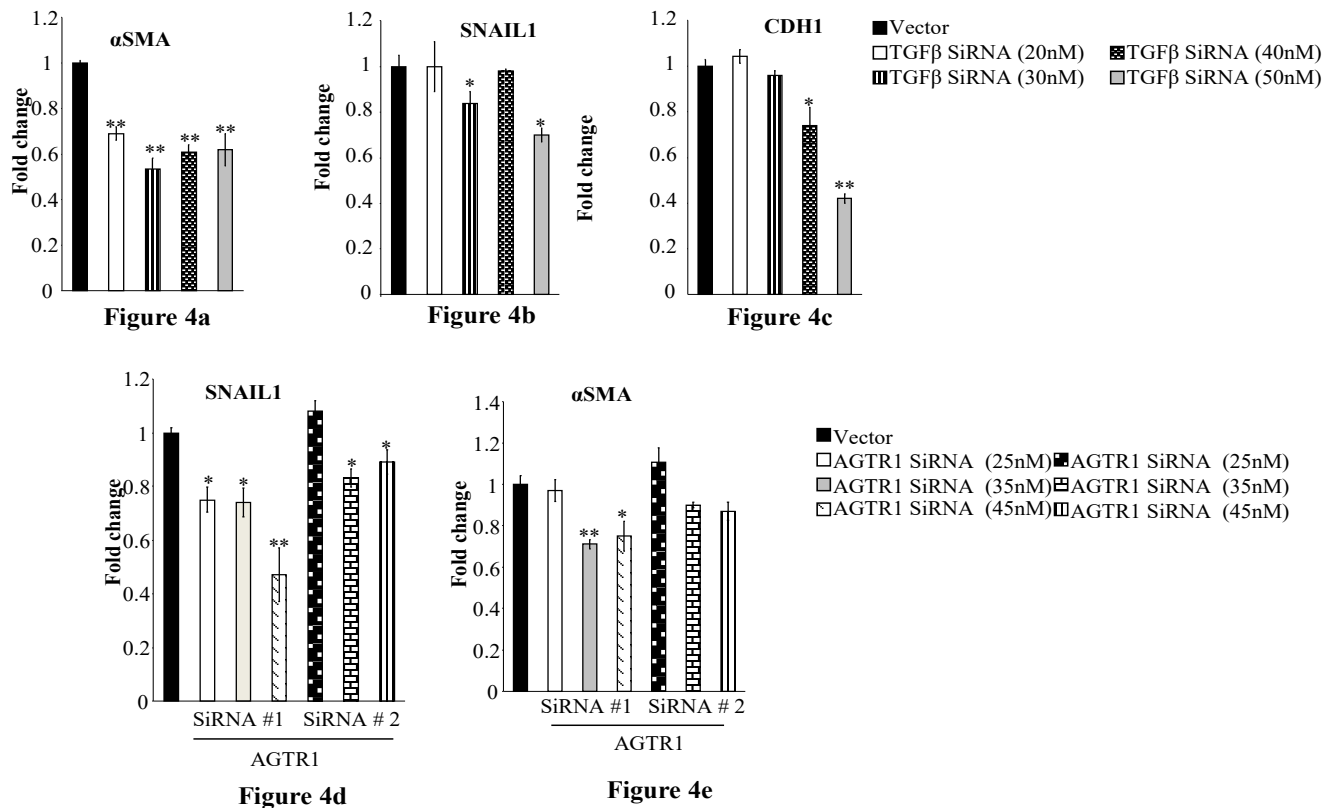 αSMA
Fold change
1.2
1
0.8
0.6
0.4
0.2
0
**
**
**
**
Figure 4a
SNAIL1
Fold change
1.2
1
0.8
0.6
0.4
0.2
0
*
*
Figure 4b
CDH1
Fold change
1.2
1
0.8
0.6
0.4
0.2
0
*
**
Figure 4c
Vector
TGFβ SiRNA (20nM) TGFβ SiRNA (40nM)
TGFβ SiRNA (30nM) TGFβ SiRNA (50nM)
SNAIL1
Fold change
1.2
1
0.8
0.6
0.4
0.2
0
*
*
**
*
*
SiRNA #1 SiRNA # 2
AGTR1
Figure 4d
αSMA
Fold change
1.4
1.2
1
0.8
0.6
0.4
0.2
0
**
*
SiRNA #1 SiRNA # 2
AGTR1
Figure 4e
Vector
AGTR1 SiRNA (25nM) AGTR1 SiRNA (25nM)
AGTR1 SiRNA (35nM) AGTR1 SiRNA (35nM)
AGTR1 SiRNA (45nM) AGTR1 SiRNA (45nM)